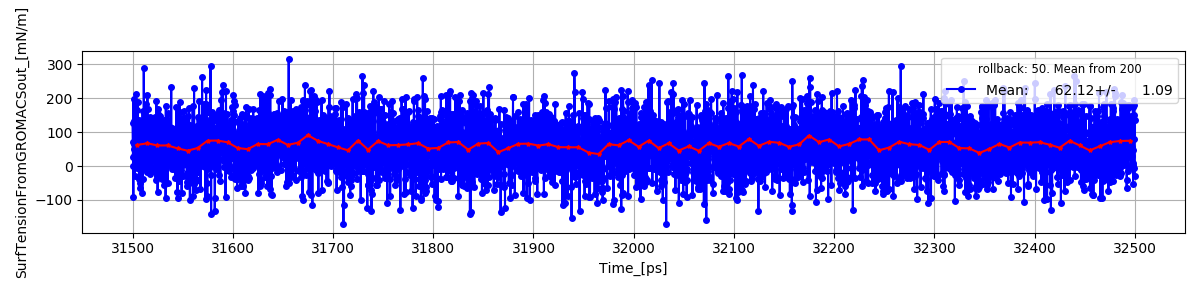 SurfTensionFromGROMACSout_[mN/m]
300
200
100
0
−100
rollback: 50. Mean from 200
Mean: 62.12+/- 1.09
31500 31600 31700 31800 31900 32000 32100 32200 32300 32400 32500
Time_[ps]